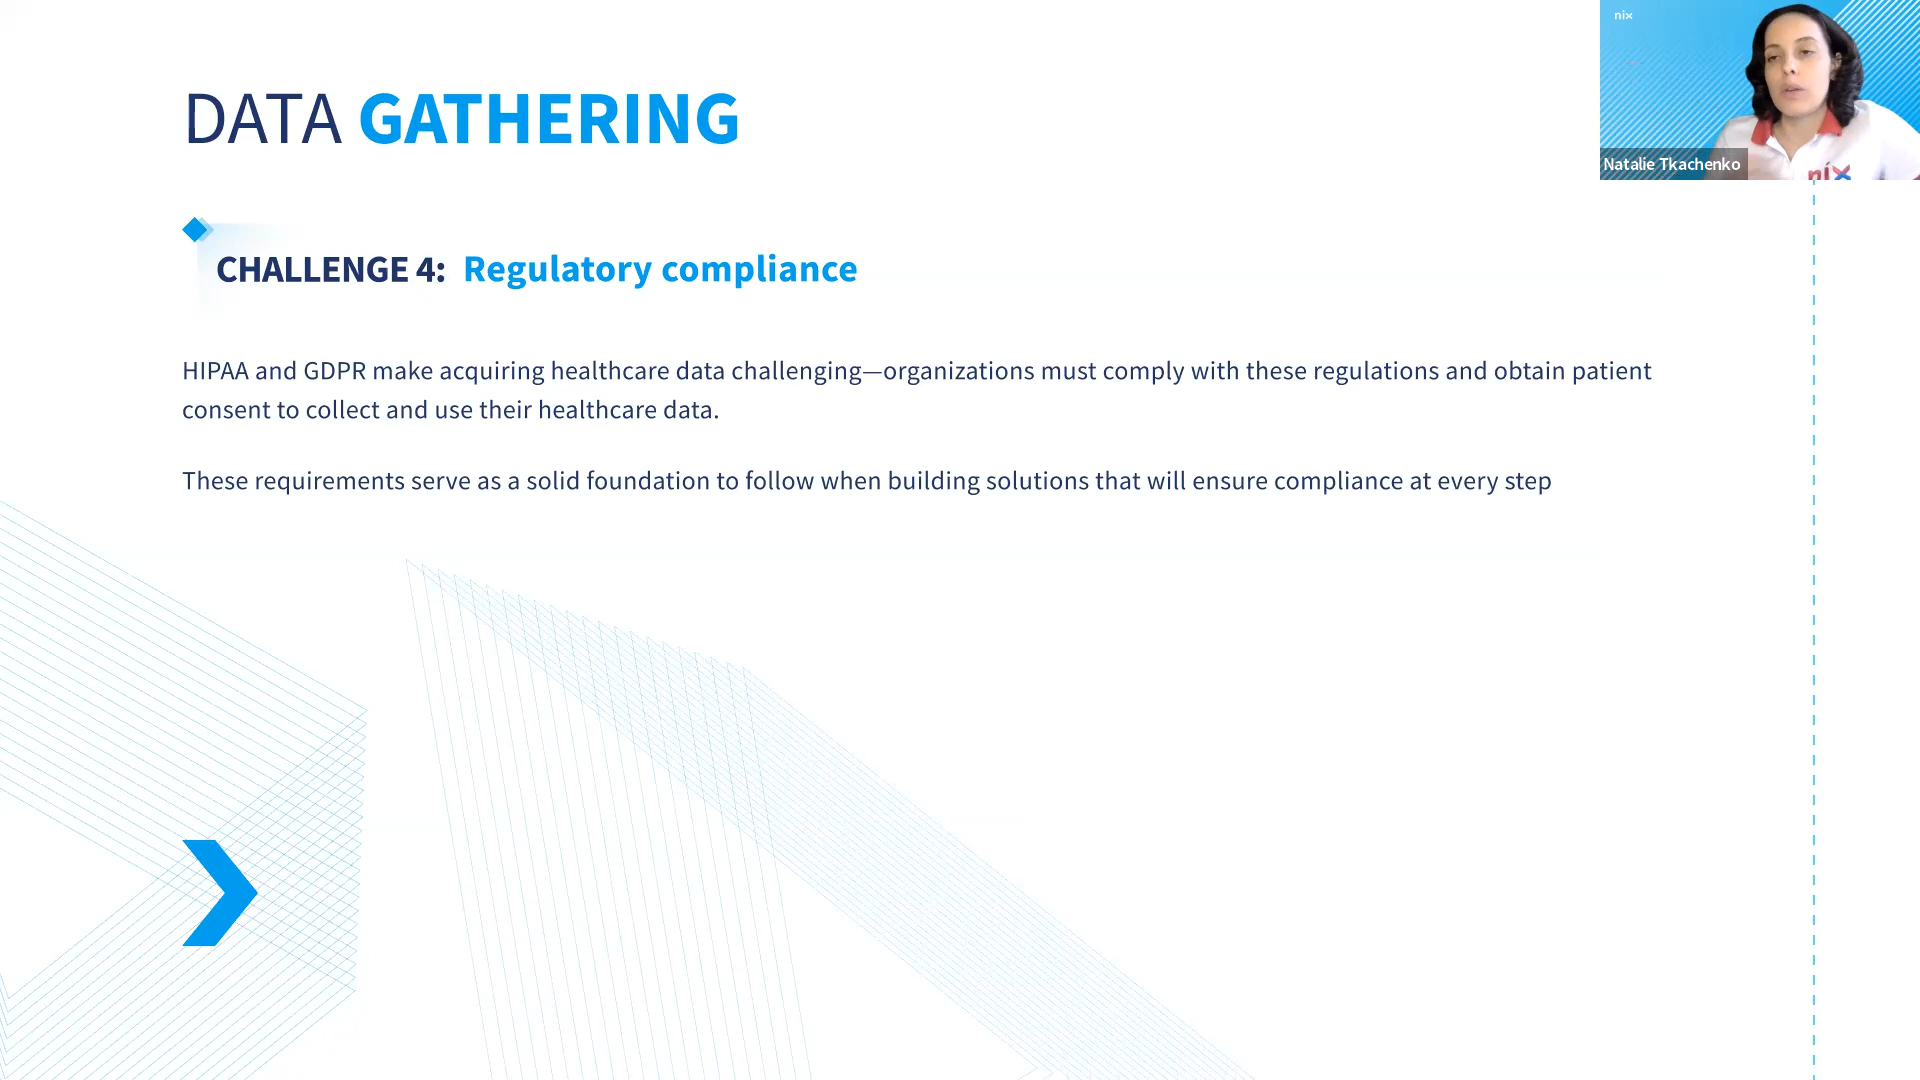 nix
DATA GATHERING
Natalie Tkachenko
nix
CHALLENGE 4: Regulatory compliance
HIPAA and GDPR make acquiring healthcare data challenging—organizations must comply with these regulations and obtain patient
consent to collect and use their healthcare data.
These requirements serve as a solid foundation to follow when building solutions that will ensure compliance at every step